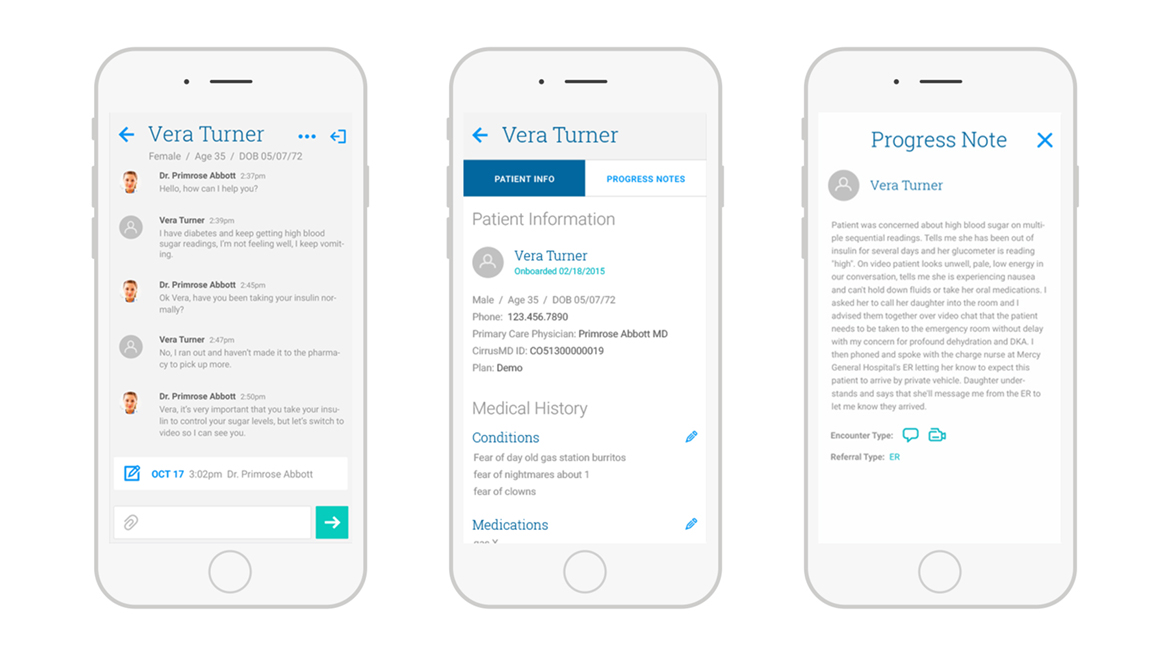 Vera Turner
Female / Age 35 / DOB 05/07/72
Dr. Primrose Abbott 2:37pm
Hello, how can I help you?
Vera Turner 2:39pm
I have diabetes and keep getting high blood
sugar readings, I'm not feeling well, I keep vomit-
ing.
Dr. Primrose Abbott 2:45pm
Ok Vera, have you been taking your insulin nor-
mally?
Vera Turner 2:47pm
No, I ran out and haven't made it to the pharma-
cy to pick up more.
Dr. Primrose Abbott 2:50pm
Vera, it's very important that you take your insu-
lin to control your sugar levels, but let's switch to
video so I can see you.
OCT 17 3:02pm Dr. Primrose Abbott
Vera Turner
PATIENT INFO
PROGRESS NOTES
Patient Information
Vera Turner
Onboarded 02/18/2015
Male / Age 35 / DOB 05/07/72
Phone: 123.456.7890
Primary Care Physician: Primrose Abbott MD
CirrusMD ID: CO51300000019
Plan: Demo
Medical History
Conditions
Fear of day old gas station burritos
fear of nightmares about 1
fear of clowns
Medications
Progress Note
Vera Turner
Patient was concerned about high blood sugar on multi-
ple sequential readings. Tells me she has been out of
insulin for several days and her glucometer is reading
"high". On video patient looks unwell, pale, low energy in
our conversation, tells me she is experiencing nausea
and can't hold down fluids or take her oral medications. I
asked her to call her daughter into the room and I
advised them together over video chat that the patient
needs to be taken to the emergency room without delay
with my concern for profound dehydration and DKA. I
then phoned and spoke with the charge nurse at Mercy
General Hospital's ER letting her know to expect this
patient to arrive by private vehicle. Daughter under-
stands and says that she'll message me from the ER to
let me know they arrived.
Encounter Type:
Referral Type: ER